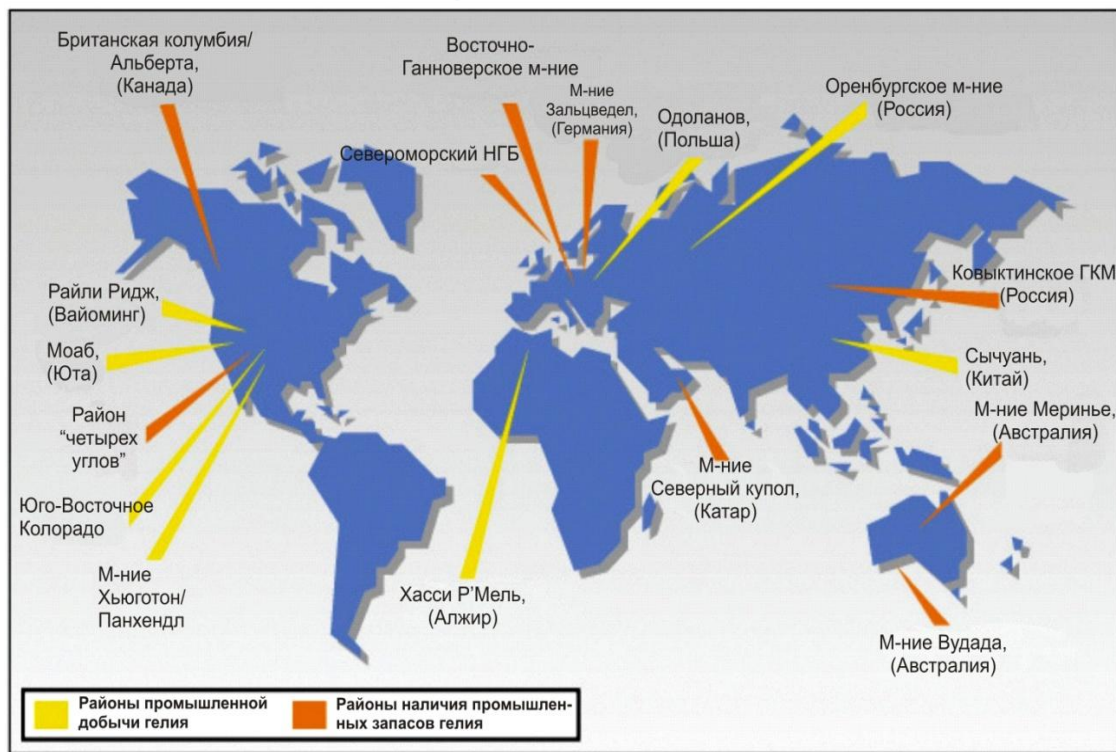 Британская колумбия/
Альберта,
(Канада)
Восточно-
Ганноверское м-ние
М-ние
Зальцведел,
(Германия)
Североморский НГБ
Одоланов,
(Польша)
Оренбургское м-ние
(Россия)
Райли Ридж,
(Вайоминг)
Моаб,
(Юта)
Район
“четырех
углов”
Юго-Восточное
Колорадо
М-ние
Хьюготон/
Панхендл
Хасси Р’Мель,
(Алжир)
М-ние
Северный купол,
(Катар)
Ковыктинское ГКМ
(Россия)
Сычуань,
(Китай)
М-ние Меринье,
(Австралия)
М-ние Вудада,
(Австралия)
Районы промышленной
добычи гелия
Районы наличия промышлен-
ных запасов гелия